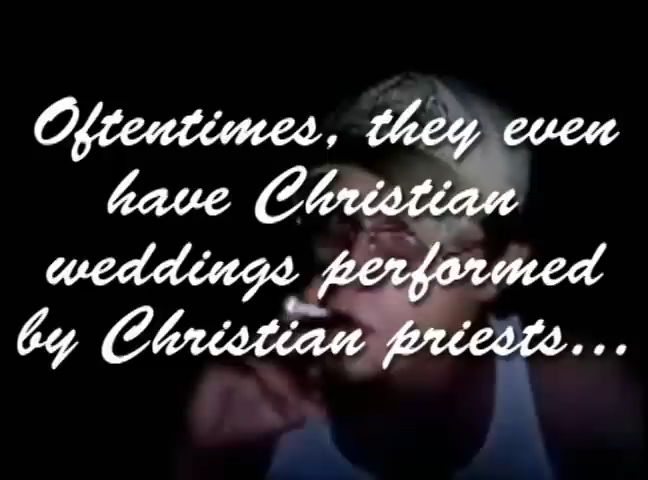 Oftentimes, they even
have Christian
weddings performed
by Christian priests...